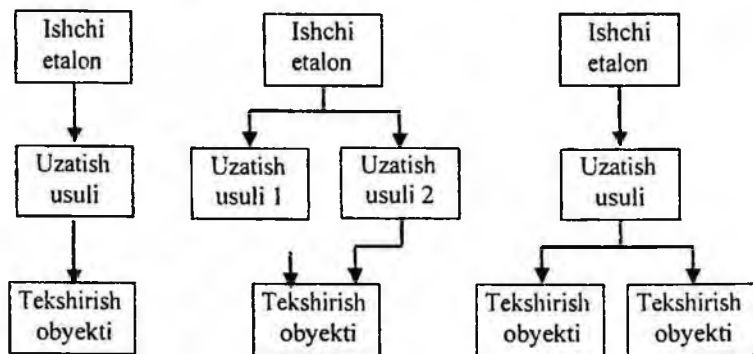 Ishchi
etalon
Ishchi
etalon
Ishchi
etalon
Uzatish
usuli
Uzatish
usuli 1
Uzatish
usuli 2
Uzatish
usuli
Tekshirish
obyekti
Tekshirish
obyekti
Tekshirish
obyekti
Tekshirish
obyekti